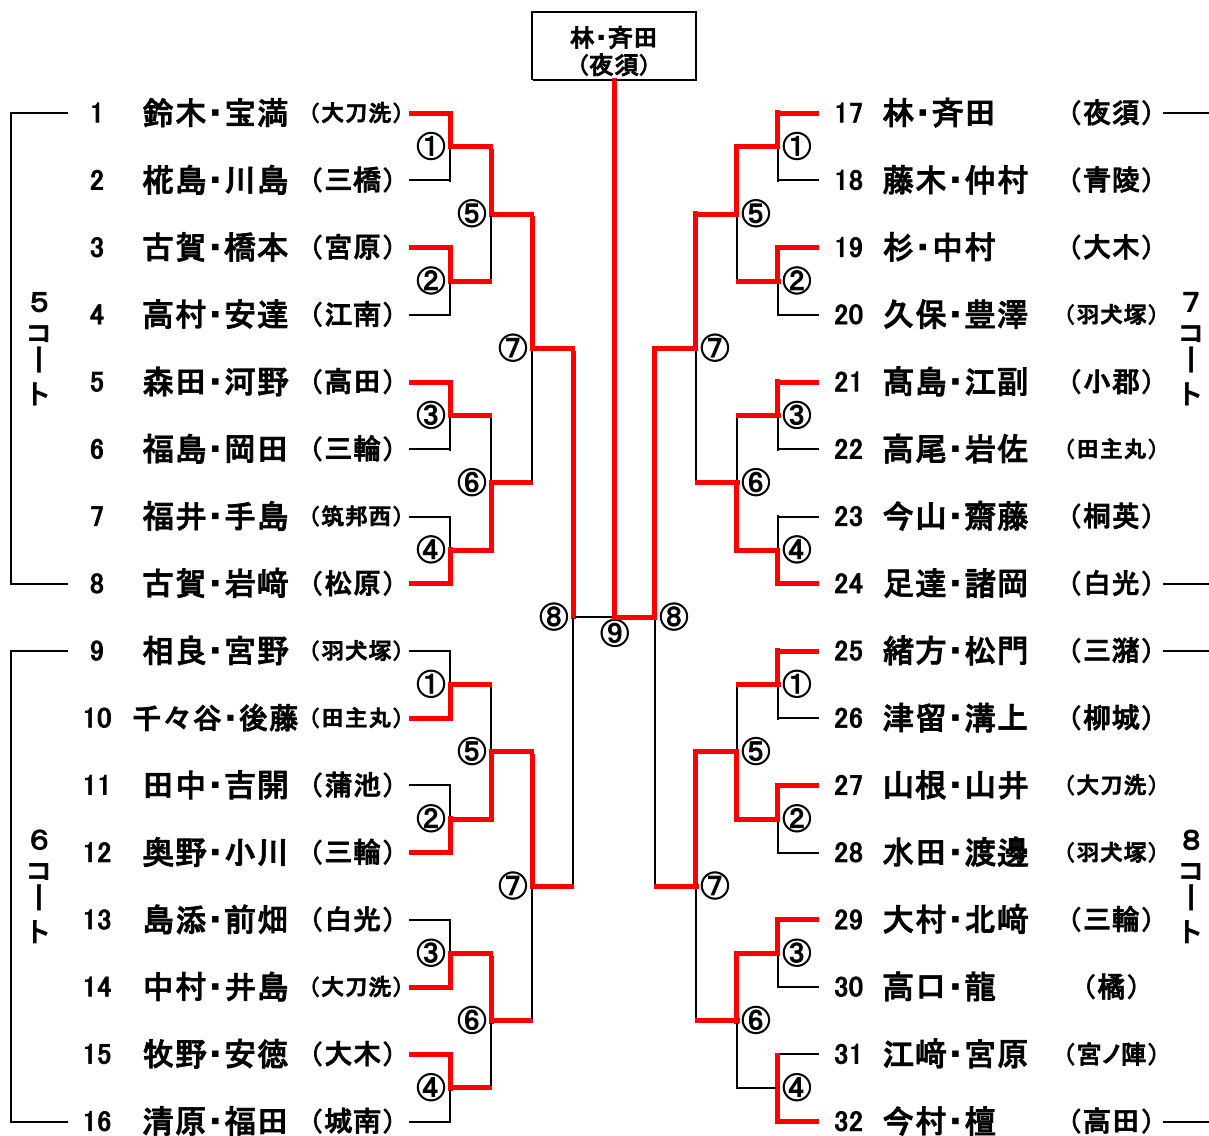 林・斉田
(夜須)
1 鈴木・宝満 (大刀洗)
①
2 椛島・川島 (三橋)
⑤
3 古賀・橋本 (宮原)
②
4 高村・安達 (江南)
⑦
5 森田・河野 (高田)
③
6 福島・岡田 (三輪)
⑥
7 福井・手島 (筑邦西)
④
8 古賀・岩﨑 (松原)
5コート
⑧
9 相良・宮野 (羽犬塚)
①
10 千々谷・後藤 (田主丸)
⑤
11 田中・吉開 (蒲池)
②
12 奥野・小川 (三輪)
⑦
13 島添・前畑 (白光)
③
14 中村・井島 (大刀洗)
⑥
15 牧野・安徳 (大木)
④
16 清原・福田 (城南)
6コート
⑨
17 林・斉田 (夜須)
①
18 藤木・仲村 (青陵)
⑤
19 杉・中村 (大木)
②
20 久保・豊澤 (羽犬塚)
⑦
21 髙島・江副 (小郡)
③
22 高尾・岩佐 (田主丸)
⑥
23 今山・齋藤 (桐英)
④
24 足達・諸岡 (白光)
7コート
⑧
25 緒方・松門 (三潴)
①
26 津留・溝上 (柳城)
⑤
27 山根・山井 (大刀洗)
②
28 水田・渡邊 (羽犬塚)
⑦
29 大村・北﨑 (三輪)
③
30 高口・龍 (橘)
⑥
31 江﨑・宮原 (宮ノ陣)
④
32 今村・檀 (高田)
8コート